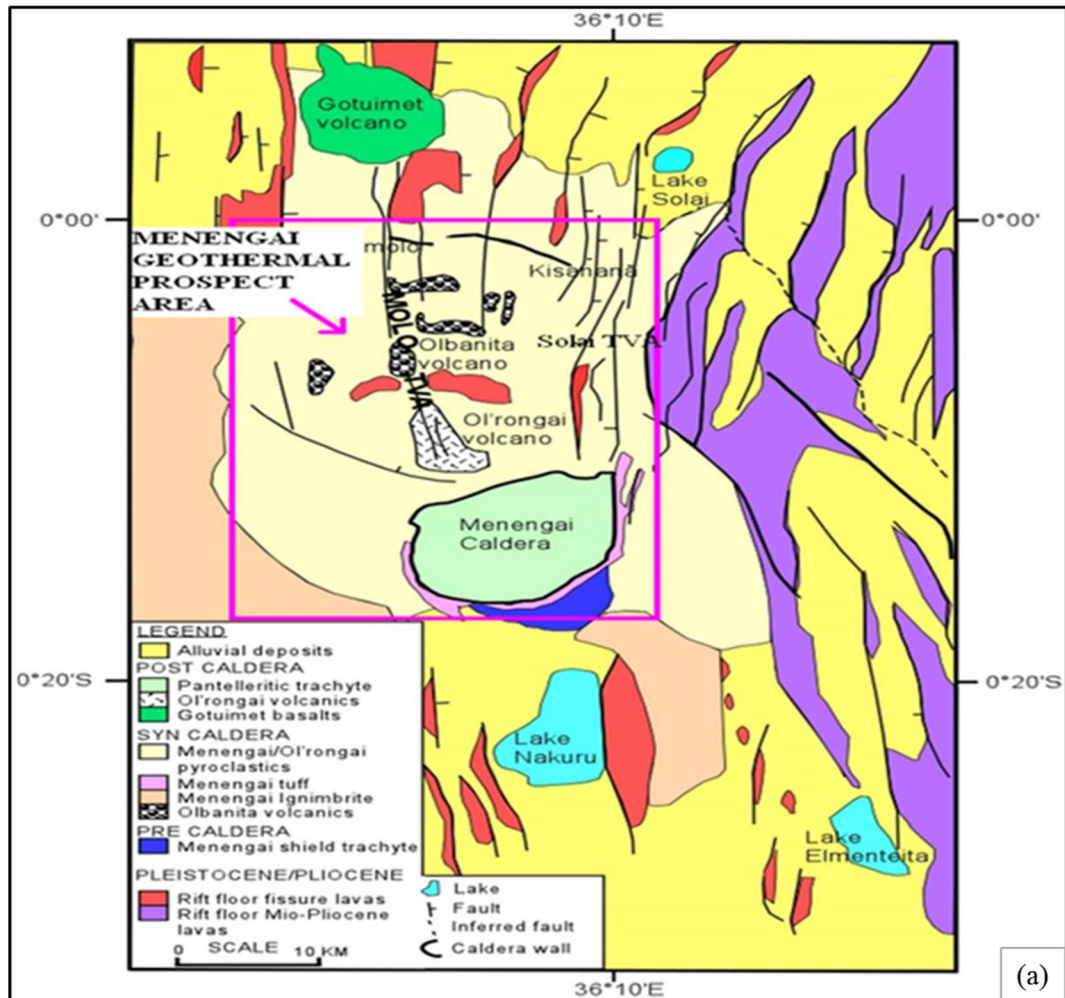 36°10'E
Gotuimet
volcano
Lake
Solai
0°00'
0°00'
MENENGAI
GEOTHERMAL
PROSPECT
AREA
molo
Kisanana
MOLO TVA
Olbanita
volcano
Solai TVA
Ol'rongai
volcano
Menengai
Caldera
LEGEND
Alluvial deposits
POST CALDERA
Pantelleritic trachyte
Ol'rongai volcanics
Gotuimet basalts
SYN CALDERA
Menengai/Ol'rongai
pyroclastics
Menengai tuff
Menengai Ignimbrite
Olbanita volcanics
PRE CALDERA
Menengai shield trachyte
PLEISTOCENE/PLIOCENE
Rift floor fissure lavas
Rift floor Mio-Pliocene
lavas
SCALE
0 10 KM
Lake
Fault
Inferred fault
Caldera wall
0°20'S
0°20'S
Lake
Nakuru
Lake
Elmenteita
36°10'E
(a)